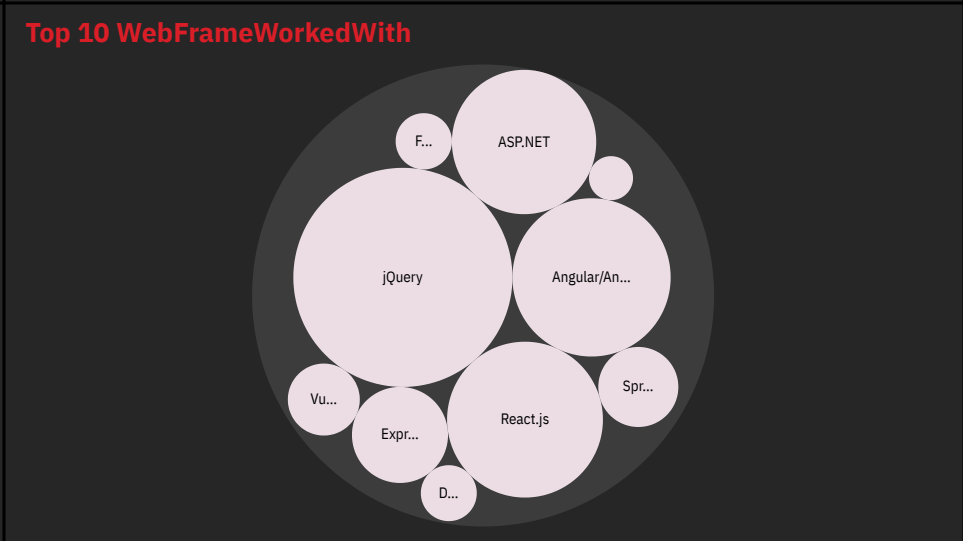 Top 10 WebFrameWorkedWith
F...
ASP.NET
jQuery
Angular/An...
Spr...
Vu...
Expr...
React.js
D...